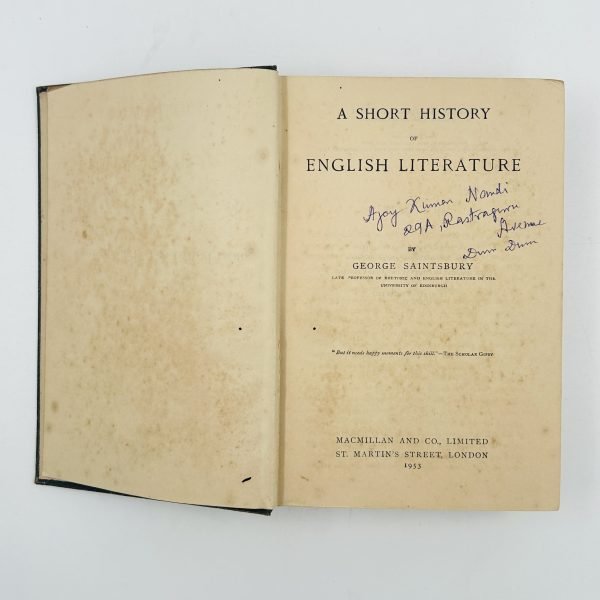 A SHORT HISTORY
OF
ENGLISH LITERATURE
Ajoy Kumar Nandi
29A, Rastraguru
Avenue
Dum Dum
BY
GEORGE SAINTSBURY
LATE PROFESSOR OF RHETORIC AND ENGLISH LITERATURE IN THE
UNIVERSITY OF EDINBURGH
"But it needs happy moments for this skill."—THE SCHOLAR GIPSY
MACMILLAN AND CO., LIMITED
ST. MARTIN'S STREET, LONDON
1953